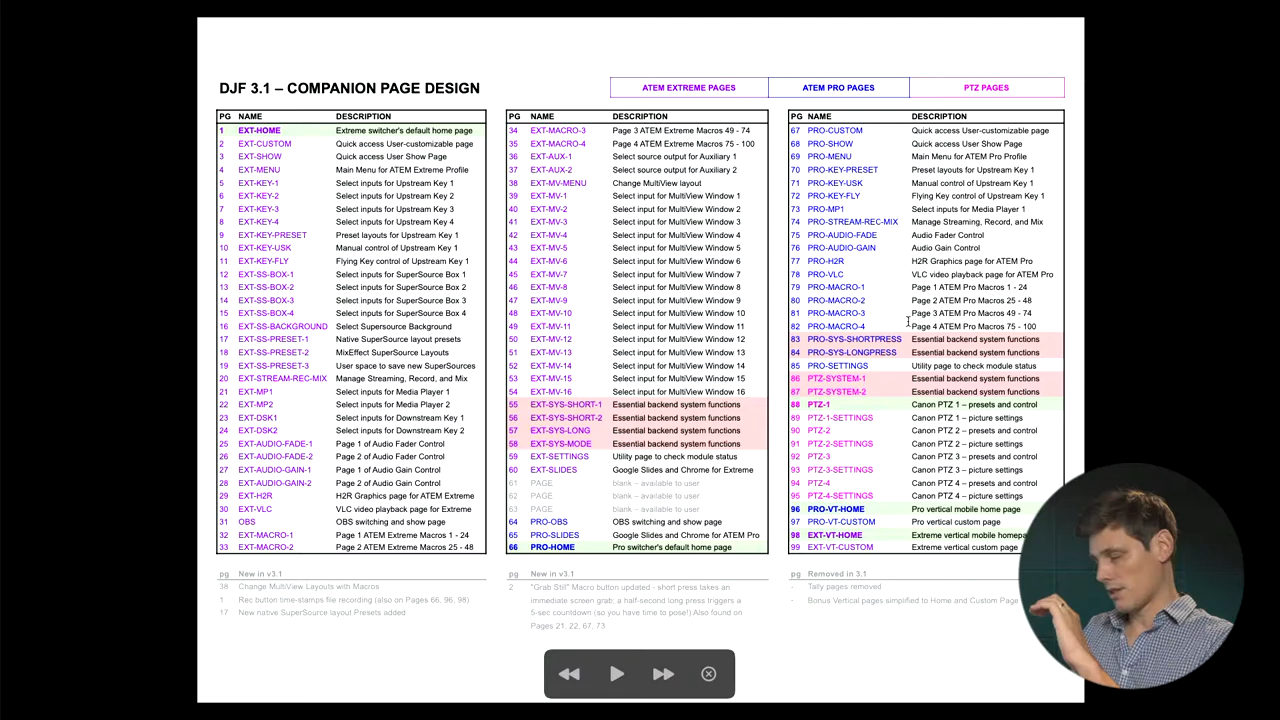 DJF 3.1 – COMPANION PAGE DESIGN
ATEM EXTREME PAGES ATEM PRO PAGES PTZ PAGES
PG NAME DESCRIPTION
1 EXT-HOME Extreme switcher's default home page
2 EXT-CUSTOM Quick access User-customizable page
3 EXT-SHOW Quick access User Show Page
4 EXT-MENU Main Menu for ATEM Extreme Profile
5 EXT-KEY-1 Select inputs for Upstream Key 1
6 EXT-KEY-2 Select inputs for Upstream Key 2
7 EXT-KEY-3 Select inputs for Upstream Key 3
8 EXT-KEY-4 Select inputs for Upstream Key 4
9 EXT-KEY-PRESET Preset layouts for Upstream Key 1
10 EXT-KEY-USK Manual control of Upstream Key 1
11 EXT-KEY-FLY Flying Key control of Upstream Key 1
12 EXT-SS-BOX-1 Select inputs for SuperSource Box 1
13 EXT-SS-BOX-2 Select inputs for SuperSource Box 2
14 EXT-SS-BOX-3 Select inputs for SuperSource Box 3
15 EXT-SS-BOX-4 Select inputs for SuperSource Box 4
16 EXT-SS-BACKGROUND Select Supersource Background
17 EXT-SS-PRESET-1 Native SuperSource layout presets
18 EXT-SS-PRESET-2 MixEffect SuperSource Layouts
19 EXT-SS-PRESET-3 User space to save new SuperSources
20 EXT-STREAM-REC-MIX Manage Streaming, Record, and Mix
21 EXT-MP1 Select inputs for Media Player 1
22 EXT-MP2 Select inputs for Media Player 2
23 EXT-DSK1 Select inputs for Downstream Key 1
24 EXT-DSK2 Select inputs for Downstream Key 2
25 EXT-AUDIO-FADE-1 Page 1 of Audio Fader Control
26 EXT-AUDIO-FADE-2 Page 2 of Audio Fader Control
27 EXT-AUDIO-GAIN-1 Page 1 of Audio Gain Control
28 EXT-AUDIO-GAIN-2 Page 2 of Audio Gain Control
29 EXT-H2R H2R Graphics page for ATEM Extreme
30 EXT-VLC VLC video playback page for Extreme
31 OBS OBS switching and show page
32 EXT-MACRO-1 Page 1 ATEM Extreme Macros 1 - 24
33 EXT-MACRO-2 Page 2 ATEM Extreme Macros 25 - 48
pg New in v3.1
38 Change MultiView Layouts with Macros
1 Rec button time-stamps file recording (also on Pages 66, 96, 98)
17 New native SuperSource layout Presets added
PG NAME DESCRIPTION
34 EXT-MACRO-3 Page 3 ATEM Extreme Macros 49 - 74
35 EXT-MACRO-4 Page 4 ATEM Extreme Macros 75 - 100
36 EXT-AUX-1 Select source output for Auxiliary 1
37 EXT-AUX-2 Select source output for Auxiliary 2
38 EXT-MV-MENU Change MultiView layout
39 EXT-MV-1 Select input for MultiView Window 1
40 EXT-MV-2 Select input for MultiView Window 2
41 EXT-MV-3 Select input for MultiView Window 3
42 EXT-MV-4 Select input for MultiView Window 4
43 EXT-MV-5 Select input for MultiView Window 5
44 EXT-MV-6 Select input for MultiView Window 6
45 EXT-MV-7 Select input for MultiView Window 7
46 EXT-MV-8 Select input for MultiView Window 8
47 EXT-MV-9 Select input for MultiView Window 9
48 EXT-MV-10 Select input for MultiView Window 10
49 EXT-MV-11 Select input for MultiView Window 11
50 EXT-MV-12 Select input for MultiView Window 12
51 EXT-MV-13 Select input for MultiView Window 13
52 EXT-MV-14 Select input for MultiView Window 14
53 EXT-MV-15 Select input for MultiView Window 15
54 EXT-MV-16 Select input for MultiView Window 16
55 EXT-SYS-SHORT-1 Essential backend system functions
56 EXT-SYS-SHORT-2 Essential backend system functions
57 EXT-SYS-LONG Essential backend system functions
58 EXT-SYS-MODE Essential backend system functions
59 EXT-SETTINGS Utility page to check module status
60 EXT-SLIDES Google Slides and Chrome for Extreme
61 PAGE blank – available to user
62 PAGE blank – available to user
63 PAGE blank – available to user
64 PRO-OBS OBS switching and show page
65 PRO-SLIDES Google Slides and Chrome for ATEM Pro
66 PRO-HOME Pro switcher's default home page
pg New in v3.1
2 "Grab Still" Macro button updated - short press takes an
immediate screen grab; a half-second long press triggers a
5-sec countdown (so you have time to pose!) Also found on
Pages 21, 22, 67, 73
PG NAME DESCRIPTION
67 PRO-CUSTOM Quick access User-customizable page
68 PRO-SHOW Quick access User Show Page
69 PRO-MENU Main Menu for ATEM Pro Profile
70 PRO-KEY-PRESET Preset layouts for Upstream Key 1
71 PRO-KEY-USK Manual control of Upstream Key 1
72 PRO-KEY-FLY Flying Key control of Upstream Key 1
73 PRO-MP1 Select inputs for Media Player 1
74 PRO-STREAM-REC-MIX Manage Streaming, Record, and Mix
75 PRO-AUDIO-FADE Audio Fader Control
76 PRO-AUDIO-GAIN Audio Gain Control
77 PRO-H2R H2R Graphics page for ATEM Pro
78 PRO-VLC VLC video playback page for ATEM Pro
79 PRO-MACRO-1 Page 1 ATEM Pro Macros 1 - 24
80 PRO-MACRO-2 Page 2 ATEM Pro Macros 25 - 48
81 PRO-MACRO-3 Page 3 ATEM Pro Macros 49 - 74
82 PRO-MACRO-4 Page 4 ATEM Pro Macros 75 - 100
83 PRO-SYS-SHORTPRESS Essential backend system functions
84 PRO-SYS-LONGPRESS Essential backend system functions
85 PRO-SETTINGS Utility page to check module status
86 PTZ-SYSTEM-1 Essential backend system functions
87 PTZ-SYSTEM-2 Essential backend system functions
88 PTZ-1 Canon PTZ 1 – presets and control
89 PTZ-1-SETTINGS Canon PTZ 1 – picture settings
90 PTZ-2 Canon PTZ 2 – presets and control
91 PTZ-2-SETTINGS Canon PTZ 2 – picture settings
92 PTZ-3 Canon PTZ 3 – presets and control
93 PTZ-3-SETTINGS Canon PTZ 3 – picture settings
94 PTZ-4 Canon PTZ 4 – presets and control
95 PTZ-4-SETTINGS Canon PTZ 4 – picture settings
96 PRO-VT-HOME Pro vertical mobile home page
97 PRO-VT-CUSTOM Pro vertical custom page
98 EXT-VT-HOME Extreme vertical mobile homepa
99 EXT-VT-CUSTOM Extreme vertical custom page
pg Removed in 3.1
- Tally pages removed
- Bonus Vertical pages simplified to Home and Custom Page